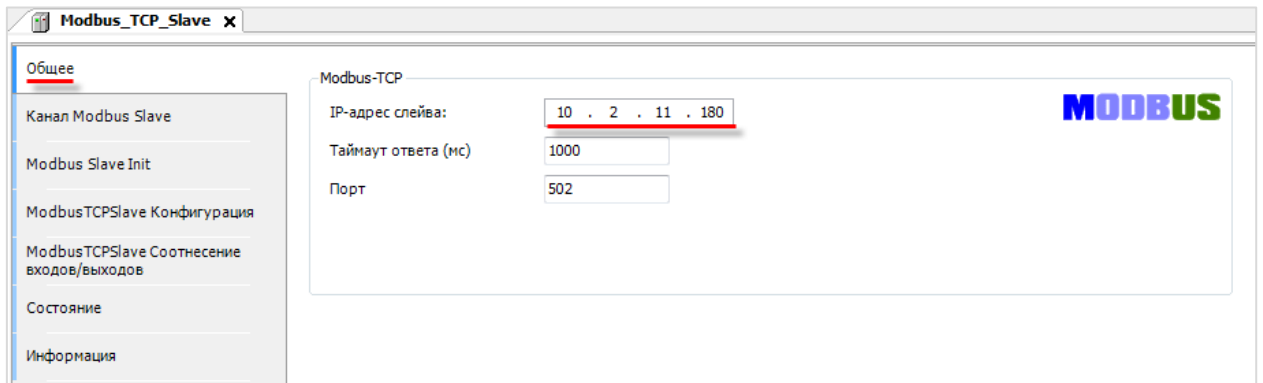 Modbus_TCP_Slave x
Общее
Канал Modbus Slave
Modbus Slave Init
ModbusTCPSlave Конфигурация
ModbusTCPSlave Соотнесение
входов/выходов
Состояние
Информация
Modbus-TCP
IP-адрес слейва:
10 . 2 . 11 . 180
Таймаут ответа (мс)
1000
Порт
502
MODBUS